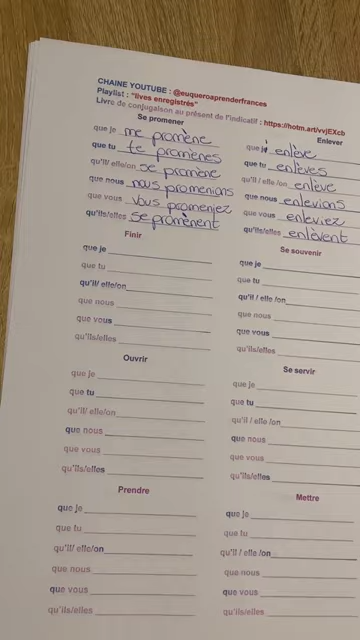 CHAINE YOUTUBE : @euqueroaprenderfrances
Playlist : "lives enregistrés"
Livre de conjugaison au présent de l'indicatif : https://hotm.art/vvjEXcb
Se promener
que je me promène
que tu te promènes
qu'il/ elle/on se promène
que nous nous promenions
que vous vous promeniez
qu'ils/elles se promènent
Enlever
que j' enlève
que tu enlèves
qu'il / elle /on enlève
que nous enlevions
que vous enleviez
qu'ils/elles enlèvent
Finir
que je
que tu
qu'il/ elle/on
que nous
que vous
qu'ils/elles
Se souvenir
que je
que tu
qu'il / elle /on
que nous
que vous
qu'ils/elles
Ouvrir
que je
que tu
qu'il/ elle/on
que nous
que vous
qu'ils/elles
Se servir
que je
que tu
qu'il / elle /on
que nous
que vous
qu'ils/elles
Prendre
que je
que tu
qu'il/ elle/on
que nous
que vous
qu'ils/elles
Mettre
que je
que tu
qu'il / elle /on
que nous
que vous
qu'ils/elles